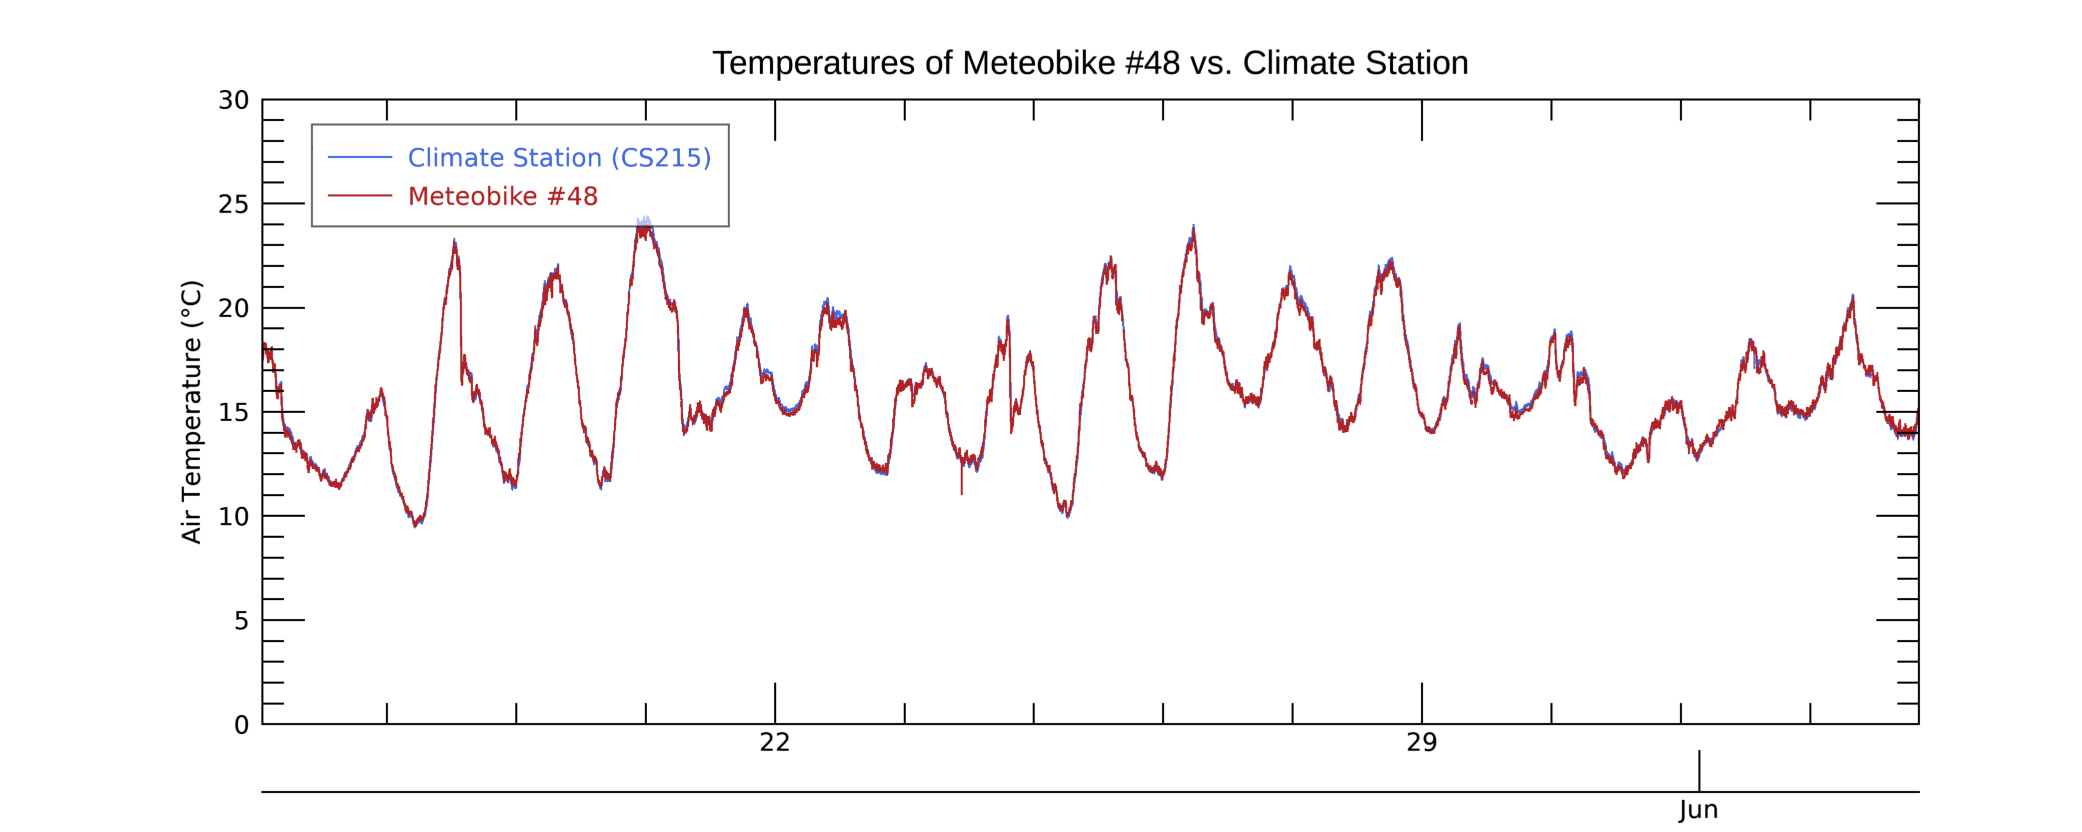 Temperatures of Meteobike #48 vs. Climate Station
30
25
20
15
10
5
0
Air Temperature (°C)
Climate Station (CS215)
Meteobike #48
22
29
Jun